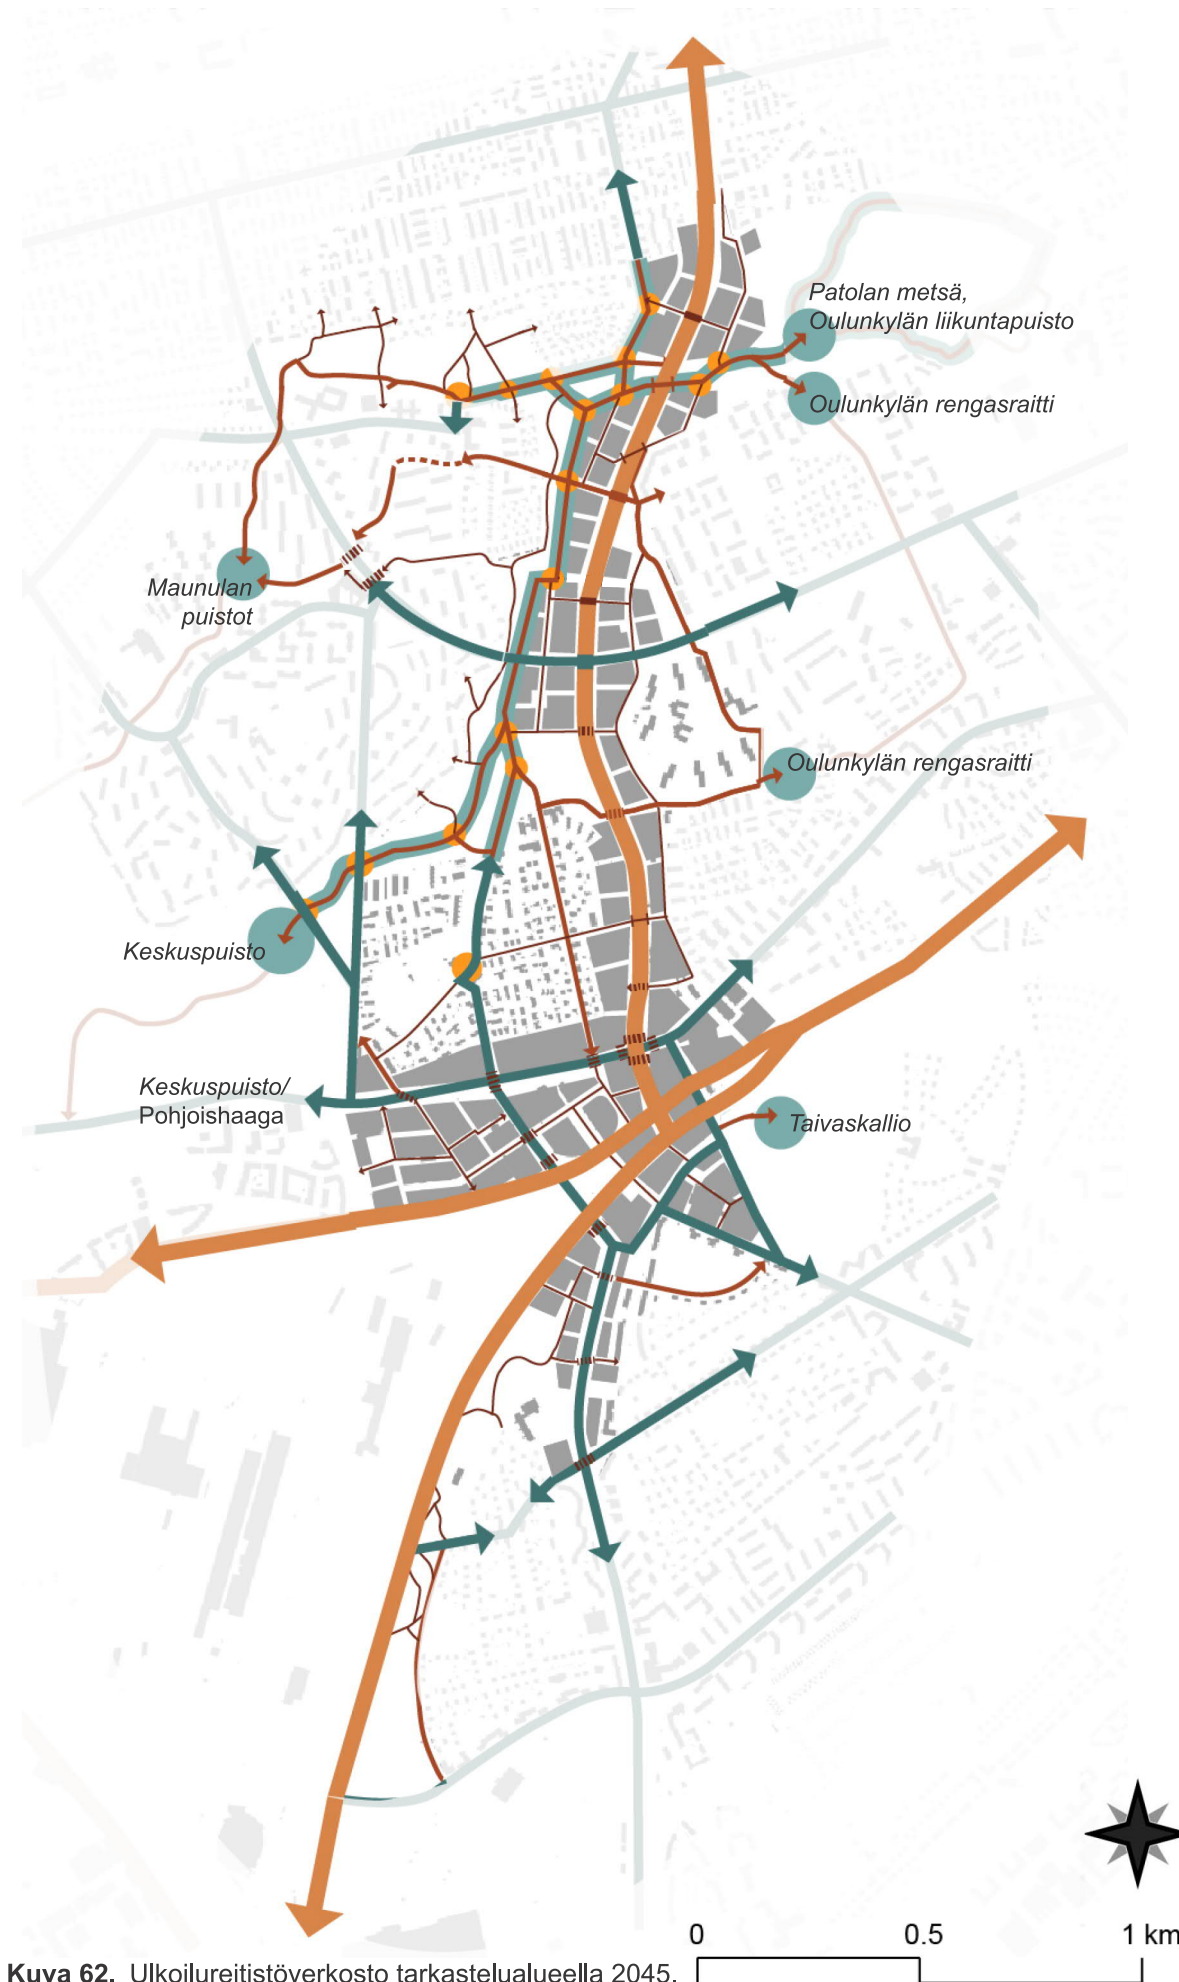 Patolan metsä,
Oulunkylän liikuntapuisto
Oulunkylän rengasraitti
Maunulan
puistot
Oulunkylän rengasraitti
Keskuspuisto
Keskuspuisto/
Pohjoishaaga
Taivaskallio
0 0.5 1 km
Kuva 62. Ulkoilureitistöverkosto tarkastelualueella 2045.